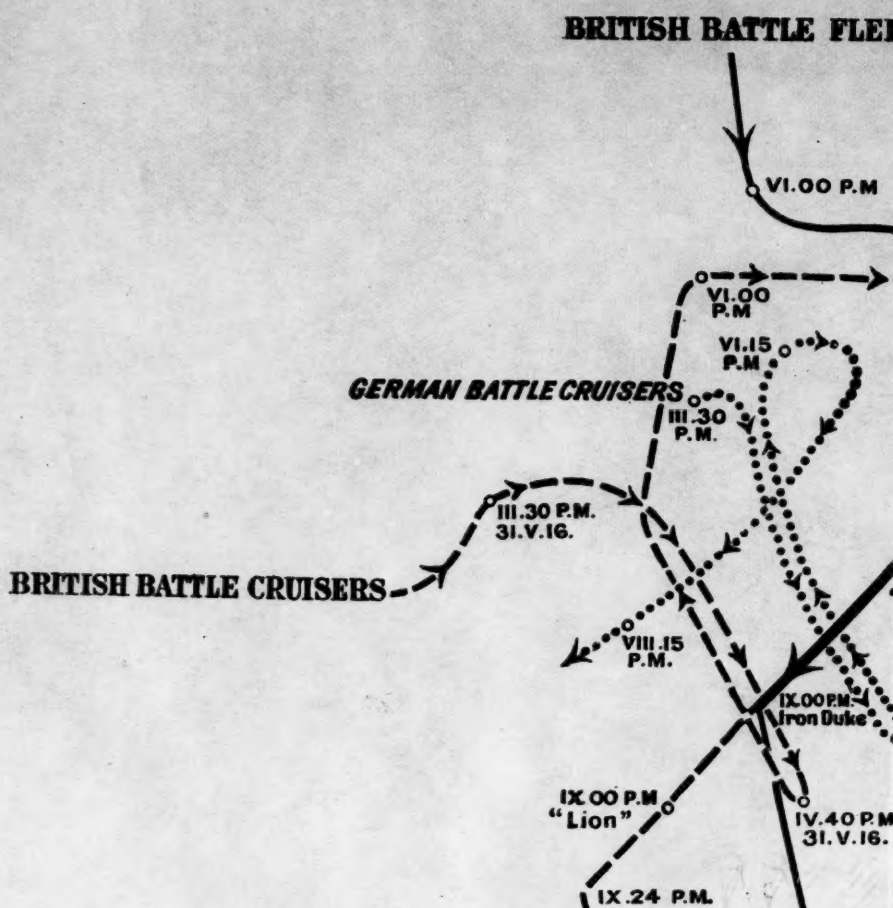 BRITISH BATTLE FLEE
VI.00 P.M
VI.00
P.M
VI.15
P.M
GERMAN BATTLE CRUISERS
III.30
P.M.
III.30 P.M.
31.V.16.
BRITISH BATTLE CRUISERS
VIII.15
P.M.
IX.00 P.M.
Iron Duke
IX.00 P.M
"Lion"
IV.40 P.M
31.V.16.
IX.24 P.M.